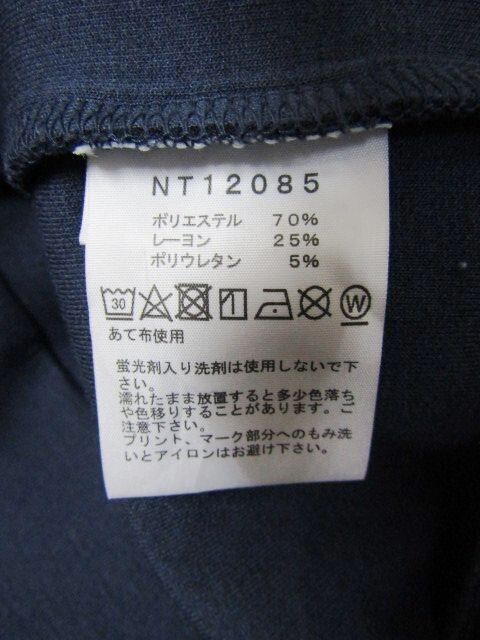 NT12085
ポリエステル 70%
レーヨン 25%
ポリウレタン 5%
30 W
あて布使用
蛍光剤入り洗剤は使用しないで下
さい。
濡れたまま放置すると多少色落ち
や色移りすることがあります。ご
注意下さい。
プリント、マーク部分へのもみ洗
いとアイロンはお避け下さい。